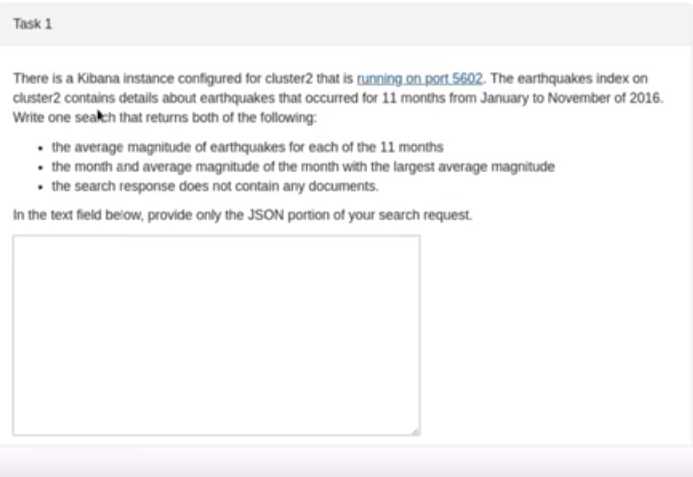 Task 1
There is a Kibana instance configured for cluster2 that is running on port 5602. The earthquakes index on
cluster2 contains details about earthquakes that occurred for 11 months from January to November of 2016.
Write one search that returns both of the following:
• the average magnitude of earthquakes for each of the 11 months
• the month and average magnitude of the month with the largest average magnitude
• the search response does not contain any documents.
In the text field below, provide only the JSON portion of your search request.